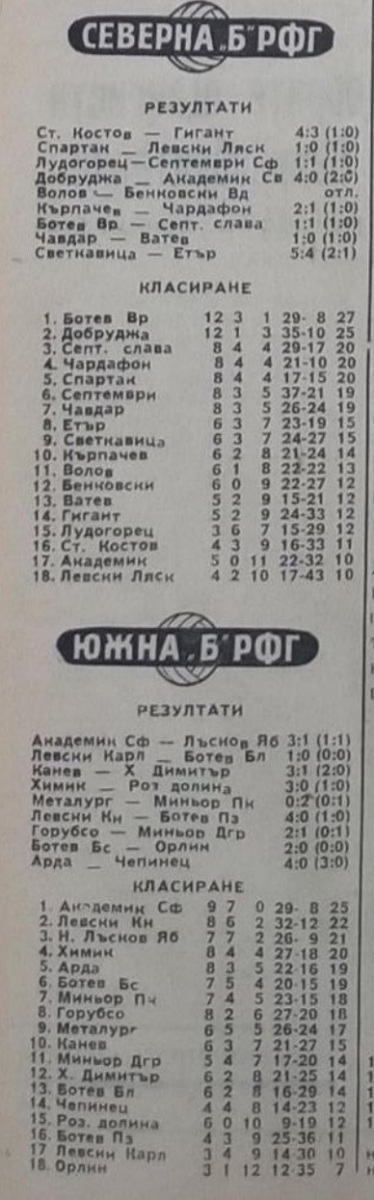 СЕВЕРНА „Б“ РФГ
РЕЗУЛТАТИ
Ст. Костов — Гигант 4:3 (1:0)
Спартак — Левски Ляск 1:0 (1:0)
Лудогорец—Септември Сф 1:1 (1:0)
Добруджа — Академик Св 4:0 (2:0)
Волов — Бенковски Вд отл.
Кърпачев — Чардафон 2:1 (1:0)
Ботев Вр — Септ. слава 1:1 (1:0)
Чавдар — Ватев 1:0 (1:0)
Светкавица — Етър 5:4 (2:1)
КЛАСИРАНЕ
1. Ботев Вр 12 3 1 29- 8 27
2. Добруджа 12 1 3 35-10 25
3. Септ. слава 8 4 4 29-17 20
4. Чардафон 8 4 4 21-10 20
5. Спартак 8 4 4 17-15 20
6. Септември 8 3 5 37-21 19
7. Чавдар 8 3 5 26-24 19
8. Етър 6 3 7 23-19 15
9. Светкавица 6 3 7 24-27 15
10. Кърпачев 6 2 8 21-24 14
11. Волов 6 1 8 22-22 13
12. Бенковски 6 0 9 22-27 12
13. Ватев 5 2 9 15-21 12
14. Гигант 5 2 9 24-33 12
15. Лудогорец 3 6 7 15-29 12
16. Ст. Костов 4 3 9 16-33 11
17. Академик 5 0 11 22-32 10
18. Левски Ляск 4 2 10 17-43 10
ЮЖНА „Б“ РФГ
РЕЗУЛТАТИ
Академик Сф — Лъсков Яб 3:1 (1:1)
Левски Карл — Ботев Бл 1:0 (0:0)
Канев — Х Димитър 3:1 (2:0)
Химик — Роз долина 3:0 (1:0)
Металург — Миньор Пк 0:2 (0:1)
Левски Кн — Ботев Пз 4:0 (1:0)
Горубсо — Миньор Дгр 2:1 (0:1)
Ботев Бс — Орлин 2:0 (0:0)
Арда — Чепинец 4:0 (3:0)
КЛАСИРАНЕ
1. Академик Сф 9 7 0 29- 8 25
2. Левски Кн 8 6 2 32-12 22
3. Н. Лъсков Яб 7 7 2 26- 9 21
4. Химик 8 4 4 27-18 20
5. Арда 8 3 5 22-16 19
6. Ботев Бс 7 5 4 20-15 19
7. Миньор Пк 7 4 5 23-15 18
8. Горубсо 8 2 6 27-20 18
9. Металург 6 5 5 26-24 17
10. Канев 6 3 7 21-27 15
11. Миньор Дгр 5 4 7 17-20 14
12. Х. Димитър 6 2 8 21-25 14
13. Ботев Бл 6 2 8 16-29 14
14. Чепинец 4 4 8 14-23 12
15. Роз. долина 6 0 10 9-19 12
16. Ботев Пз 4 3 9 25-36 11
17 Левски Карл 3 4 9 14-30 10
18. Орлин 3 1 12 12-35 7